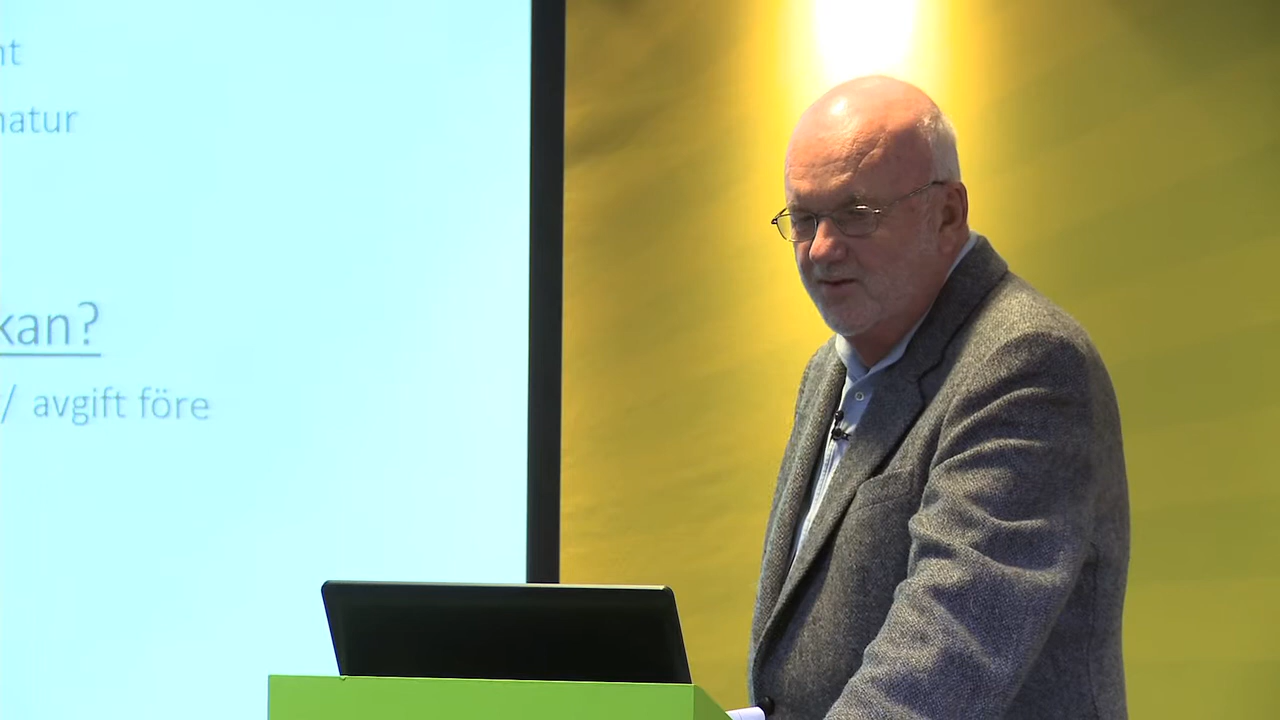 nt
natur
kan?
/ avgift före